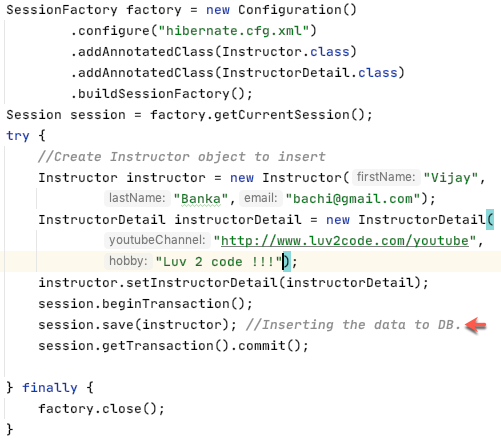 SessionFactory factory = new Configuration()
.configure("hibernate.cfg.xml")
.addAnnotatedClass(Instructor.class)
.addAnnotatedClass(InstructorDetail.class)
.buildSessionFactory();
Session session = factory.getCurrentSession();
try {
//Create Instructor object to insert
Instructor instructor = new Instructor( firstName: "Vijay",
lastName: "Banka", email: "bachi@gmail.com");
InstructorDetail instructorDetail = new InstructorDetail(
youtubeChannel: "http://www.luv2code.com/youtube",
hobby: "Luv 2 code !!!");
instructor.setInstructorDetail(instructorDetail);
session.beginTransaction();
session.save(instructor); //Inserting the data to DB.
session.getTransaction().commit();
} finally {
factory.close();
}